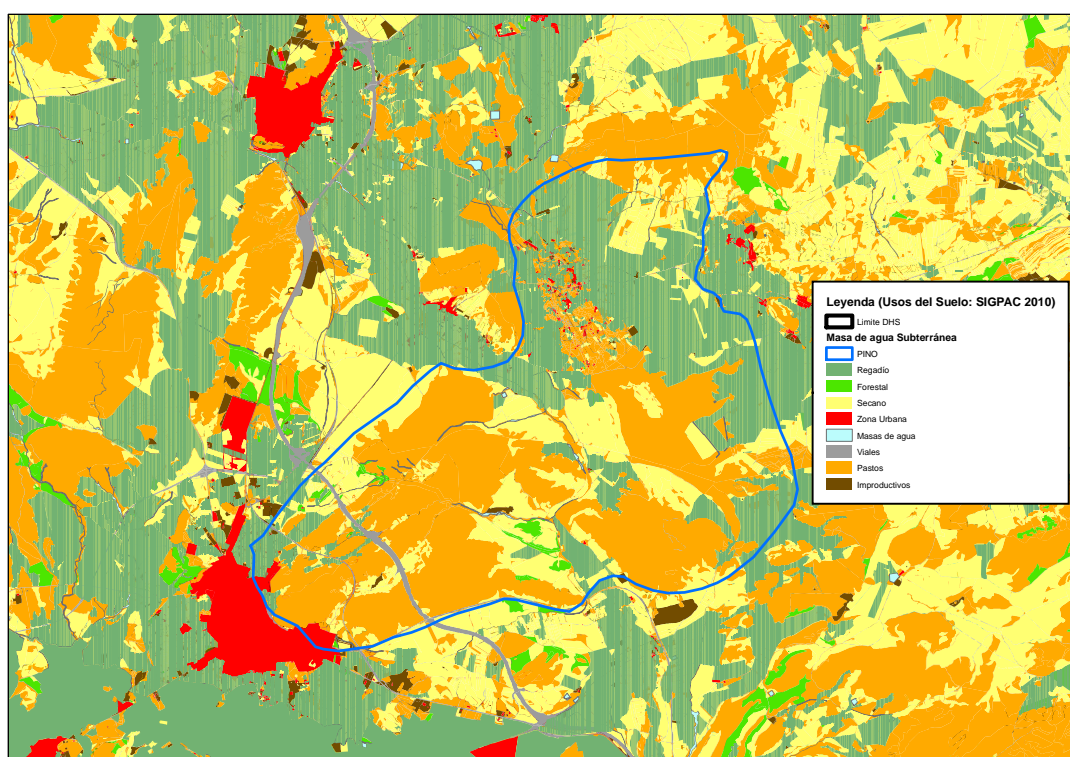 Leyenda (Usos del Suelo: SIGPAC 2010)
Limite DHS
Masa de agua Subterránea
PINO
Regadío
Forestal
Secano
Zona Urbana
Masas de agua
Viales
Pastos
Improductivos